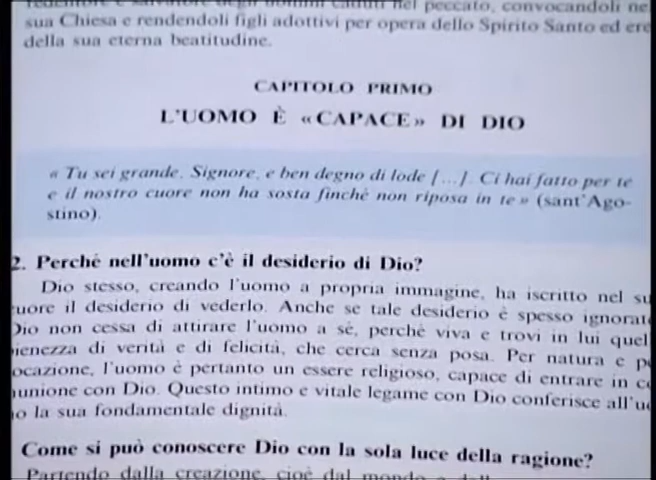 redentore e salvatore degli uomini caduti nel peccato, convocandoli ne
sua Chiesa e rendendoli figli adottivi per opera dello Spirito Santo ed ere
della sua eterna beatitudine.
CAPITOLO PRIMO
L'UOMO È «CAPACE» DI DIO
« Tu sei grande, Signore, e ben degno di lode [...]. Ci hai fatto per te
e il nostro cuore non ha sosta finché non riposa in te » (sant'Ago-
stino).
2. Perché nell'uomo c'è il desiderio di Dio?
Dio stesso, creando l'uomo a propria immagine, ha iscritto nel su
cuore il desiderio di vederlo. Anche se tale desiderio è spesso ignorat
Dio non cessa di attirare l'uomo a sé, perché viva e trovi in lui quel
ienezza di verità e di felicità, che cerca senza posa. Per natura e p
ocazione, l'uomo è pertanto un essere religioso, capace di entrare in c
unione con Dio. Questo intimo e vitale legame con Dio conferisce all'u
o la sua fondamentale dignità.
Come si può conoscere Dio con la sola luce della ragione?
Partendo dalla creazione, cioè dal mondo e dall